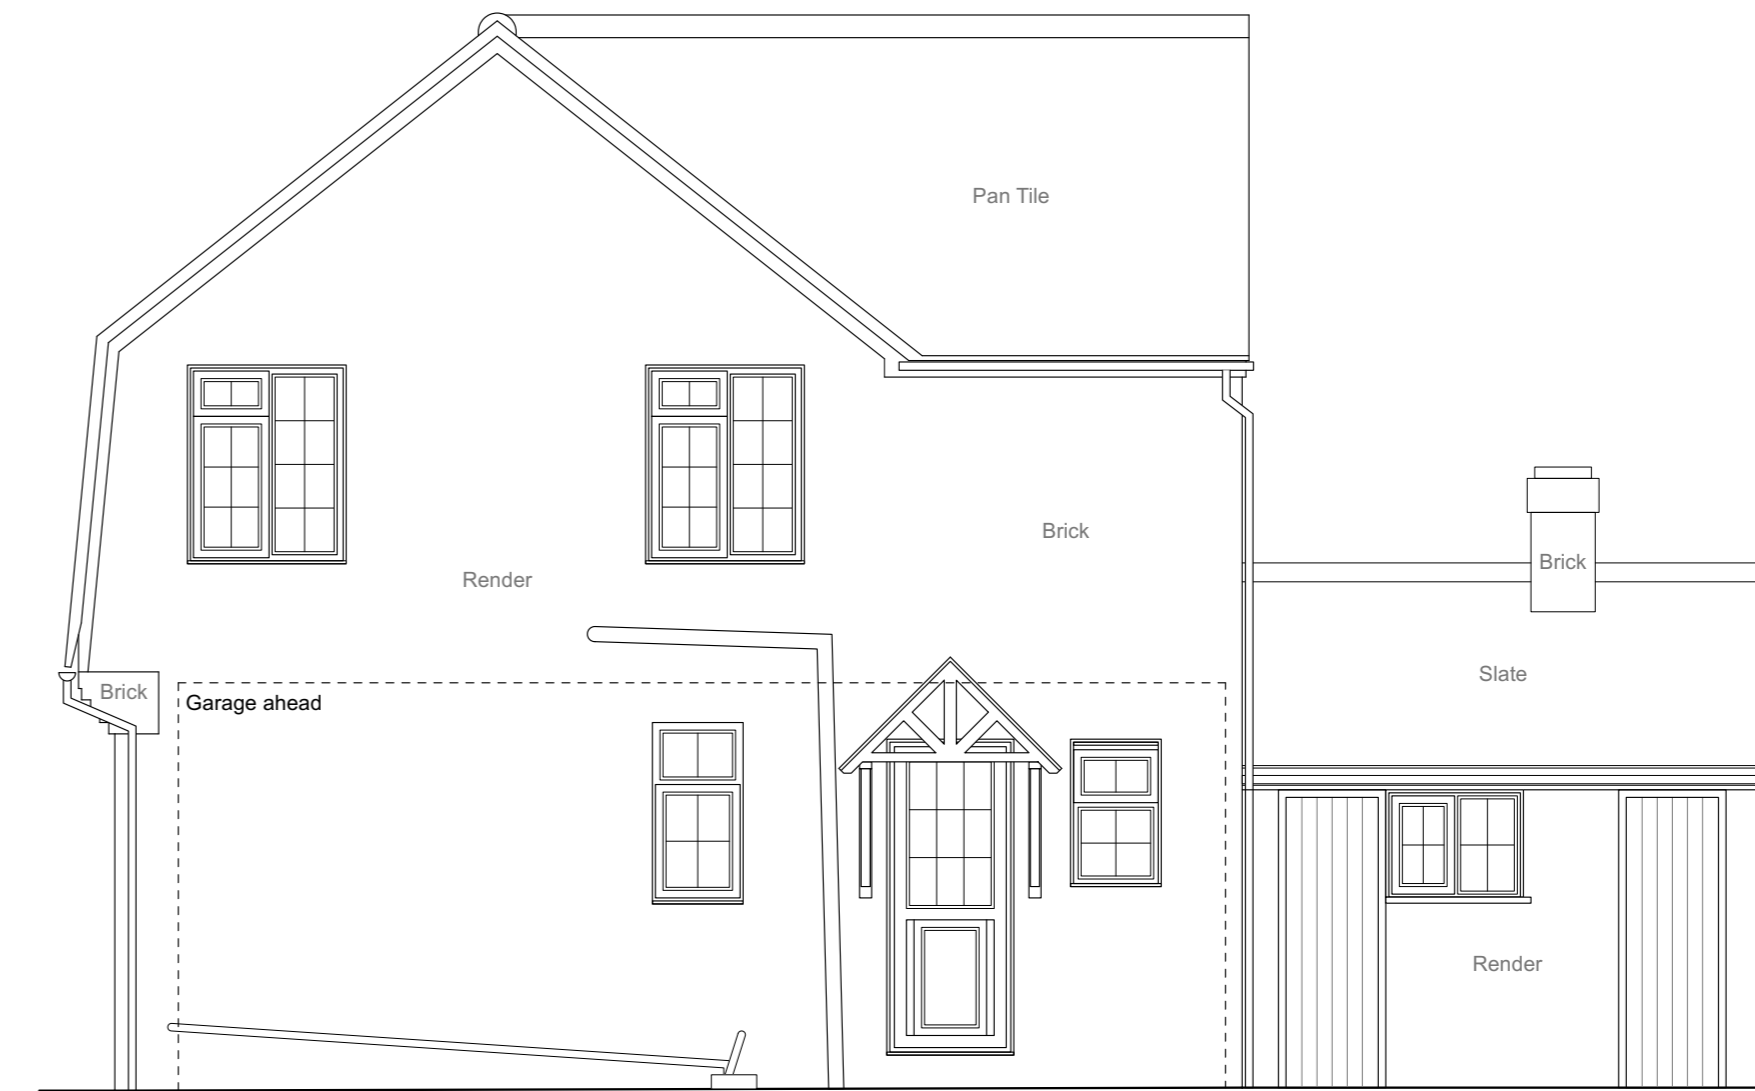 Pan Tile
Brick
Brick
Render
Slate
Brick
Garage ahead
Render